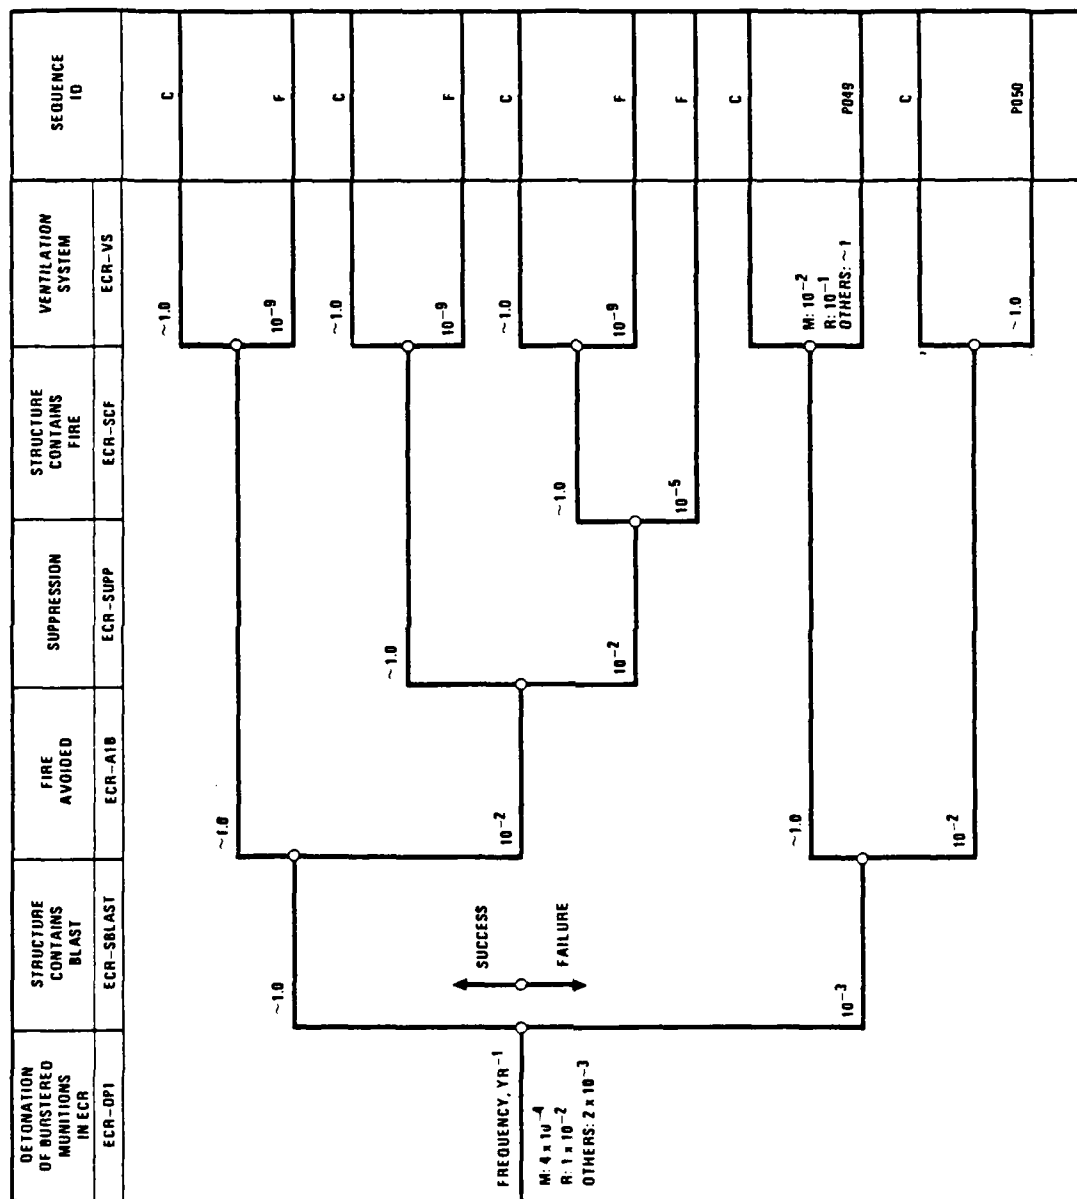 DETONATION
OF BURSTERED
MUNITIONS
IN ECR
ECR-OPI
STRUCTURE
CONTAINS
BLAST
ECR-SBLAST
FIRE
AVOIDED
ECR-AIB
SUPPRESSION
ECR-SUPP
STRUCTURE
CONTAINS
FIRE
ECR-SCF
VENTILATION
SYSTEM
ECR-VS
SEQUENCE
ID
FREQUENCY, YR⁻¹
M: 4 x 10⁻⁴
R: 1 x 10⁻²
OTHERS: 2 x 10⁻³
SUCCESS
FAILURE
~1.0
10⁻³
~1.0
10⁻²
~1.0
10⁻²
~1.0
10⁻²
~1.0
10⁻⁵
~1.0
10⁻⁹
~1.0
10⁻⁹
~1.0
10⁻⁹
M: 10⁻²
R: 10⁻¹
OTHERS: ~1
~1.0
C
F
C
F
C
F
F
C
P049
C
P050